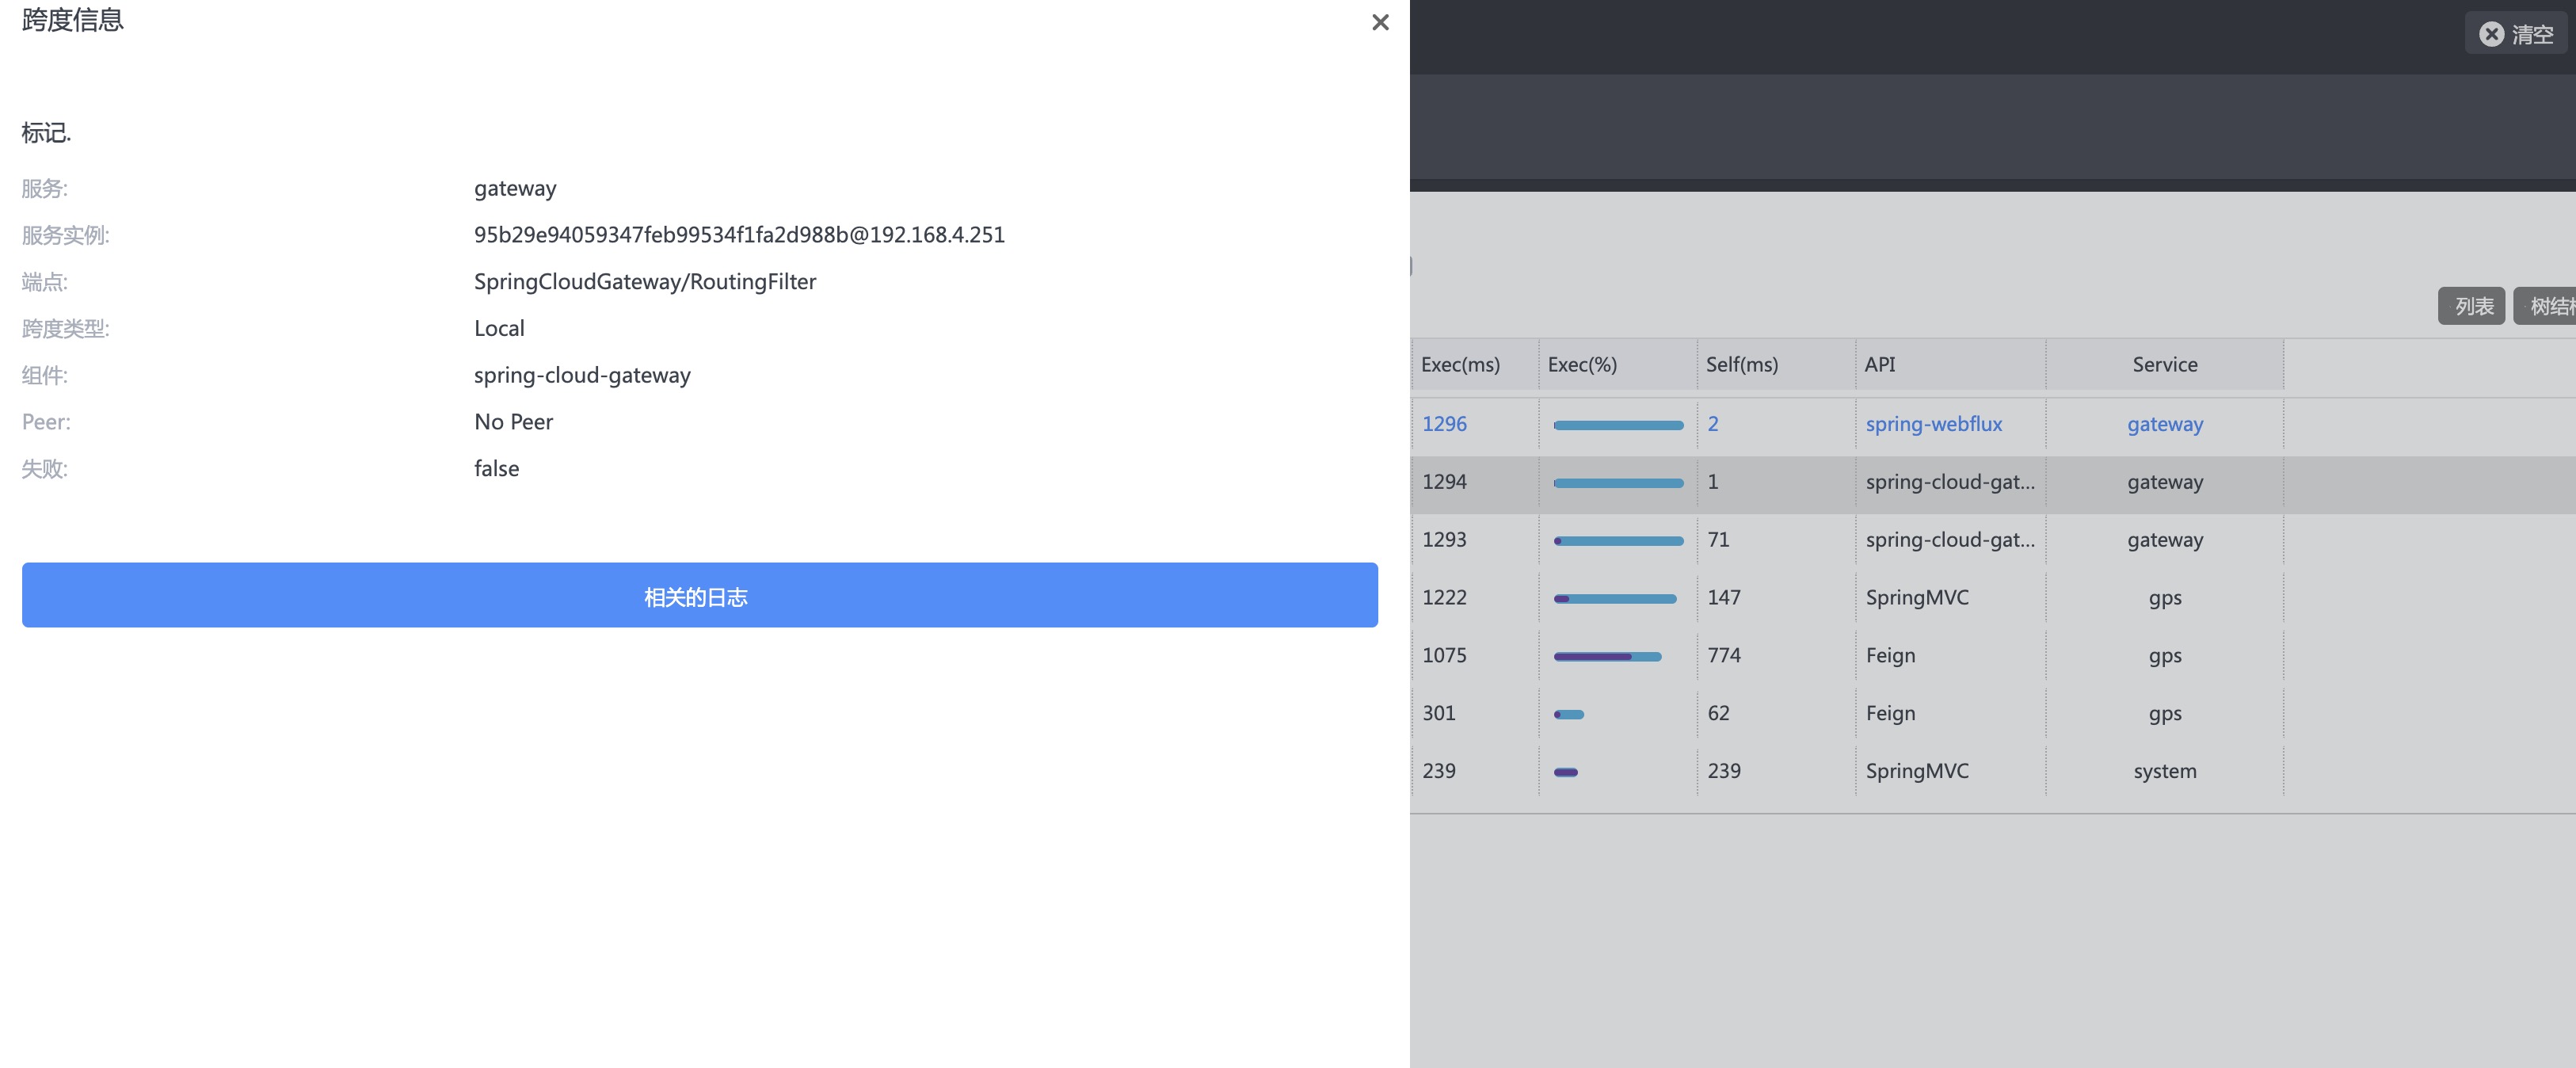 跨度信息
标记.
服务: gateway
服务实例: 95b29e94059347feb99534f1fa2d988b@192.168.4.251
端点: SpringCloudGateway/RoutingFilter
跨度类型: Local
组件: spring-cloud-gateway
Peer: No Peer
失败: false
相关的日志
清空
列表 树结构
Exec(ms) Exec(%) Self(ms) API Service
1296 2 spring-webflux gateway
1294 1 spring-cloud-gat... gateway
1293 71 spring-cloud-gat... gateway
1222 147 SpringMVC gps
1075 774 Feign gps
301 62 Feign gps
239 239 SpringMVC system